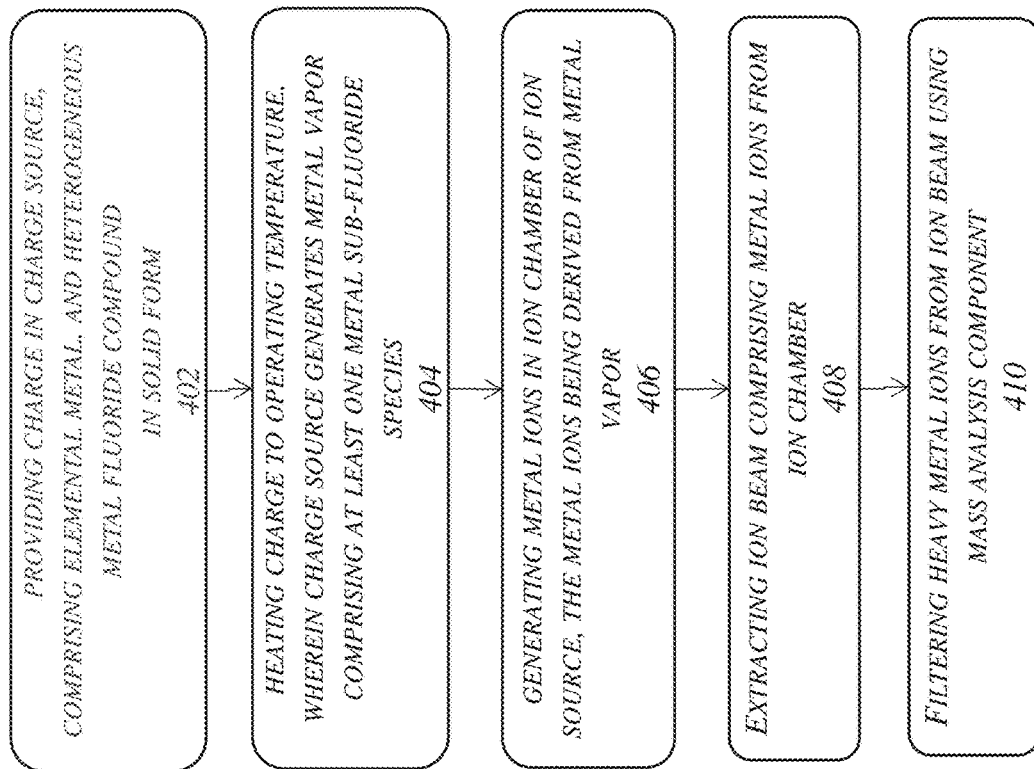 PROVIDING CHARGE IN CHARGE SOURCE,
COMPRISING ELEMENTAL METAL, AND HETEROGENEOUS
METAL FLUORIDE COMPOUND
IN SOLID FORM
402
HEATING CHARGE TO OPERATING TEMPERATURE,
WHEREIN CHARGE SOURCE GENERATES METAL VAPOR
COMPRISING AT LEAST ONE METAL SUB-FLUORIDE
SPECIES
404
GENERATING METAL IONS IN ION CHAMBER OF ION
SOURCE, THE METAL IONS BEING DERIVED FROM METAL
VAPOR
406
EXTRACTING ION BEAM COMPRISING METAL IONS FROM
ION CHAMBER
408
FILTERING HEAVY METAL IONS FROM ION BEAM USING
MASS ANALYSIS COMPONENT
410